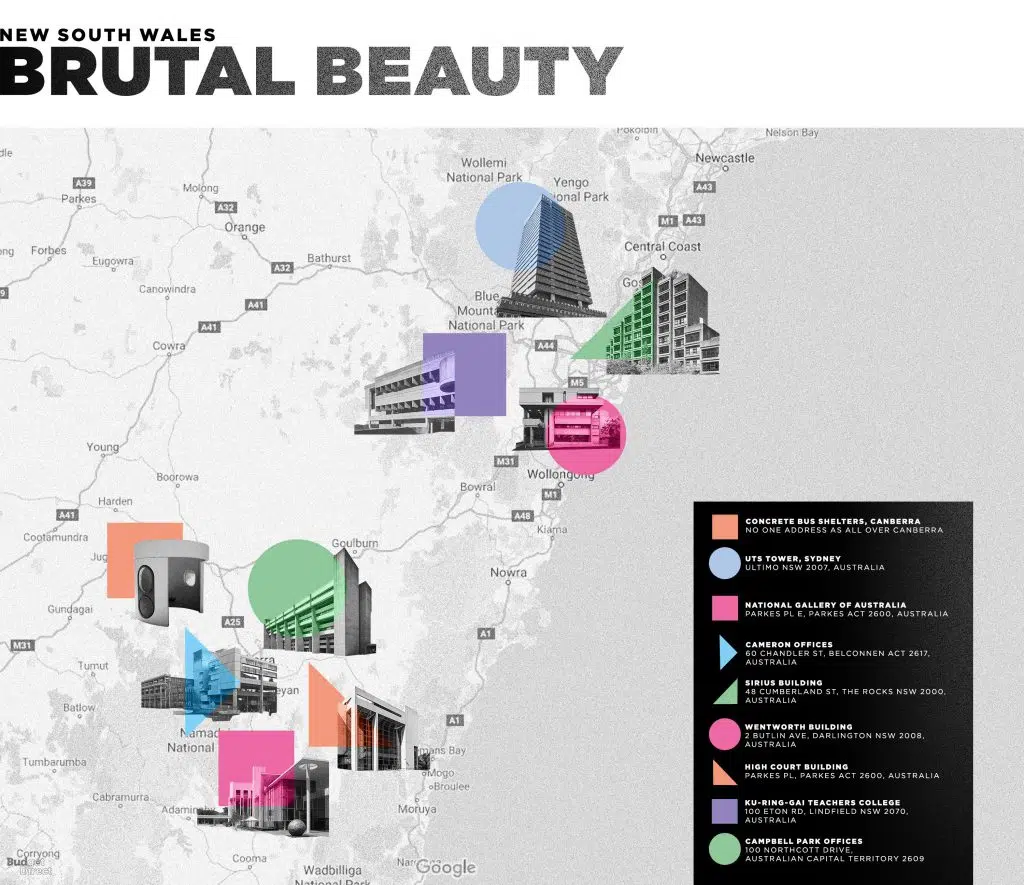 NEW SOUTH WALES
BRUTAL BEAUTY
Pokolbin
Nelson Bay
dle
Wollemi
National Park
Newcastle
A39
Parkes
Molong
Yengo
ional Park
A43
A32
Orange
M1
A43
Forbes
Eugowra
Bathurst
Central Coast
A32
Canowindra
Gos
A41
Blue
Mounta
National Park
A41
Cowra
A44
M5
Young
M31
Wollongong
Boorowa
Bowral
M1
Harden
A41
A48
Kiama
Cootamundra
Jug
Goulburn
Nowra
Gundagai
A25
M31
A1
Tumut
rra
eyan
Batlow
A1
Namad
National
mans Bay
Tumbarumba
Mogo
Broulee
Cabramurra
Adaminaby
Moruya
Corryong
Cooma
Wadbilliga
National Park
Nar
Google
Budget
Direct
CONCRETE BUS SHELTERS, CANBERRA
NO ONE ADDRESS AS ALL OVER CANBERRA
UTS TOWER, SYDNEY
ULTIMO NSW 2007, AUSTRALIA
NATIONAL GALLERY OF AUSTRALIA
PARKES PL E, PARKES ACT 2600, AUSTRALIA
CAMERON OFFICES
60 CHANDLER ST, BELCONNEN ACT 2617,
AUSTRALIA
SIRIUS BUILDING
48 CUMBERLAND ST, THE ROCKS NSW 2000,
AUSTRALIA
WENTWORTH BUILDING
2 BUTLIN AVE, DARLINGTON NSW 2008,
AUSTRALIA
HIGH COURT BUILDING
PARKES PL, PARKES ACT 2600, AUSTRALIA
KU-RING-GAI TEACHERS COLLEGE
100 ETON RD, LINDFIELD NSW 2070,
AUSTRALIA
CAMPBELL PARK OFFICES
100 NORTHCOTT DRIVE,
AUSTRALIAN CAPITAL TERRITORY 2609